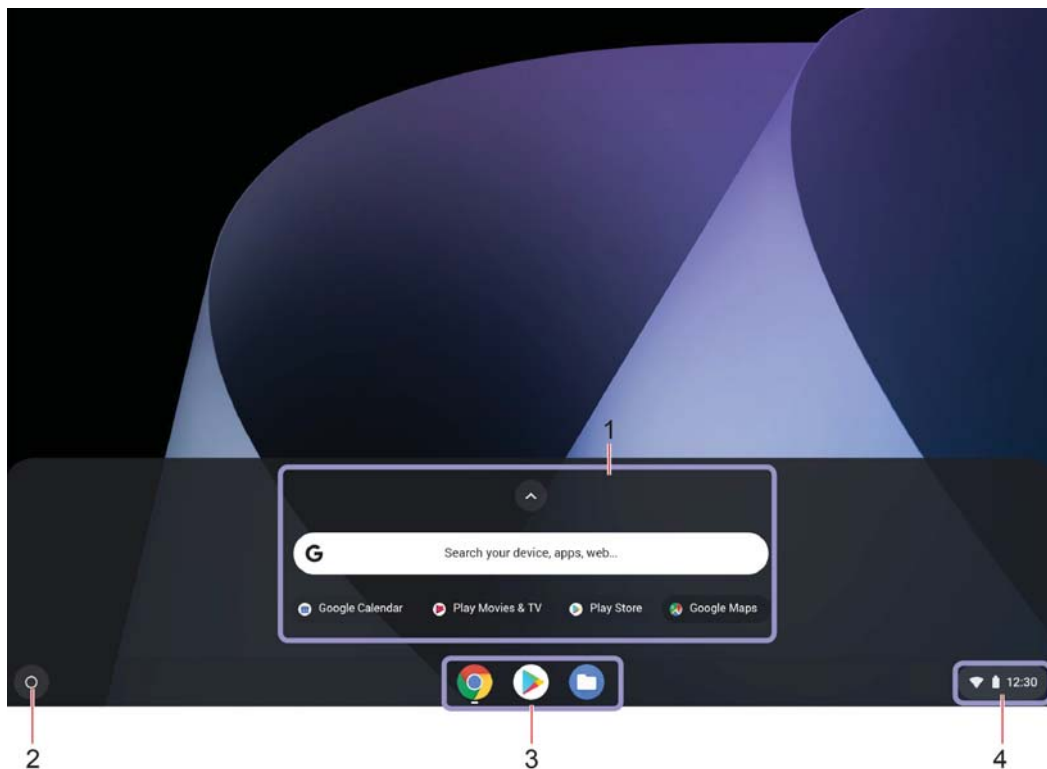 1
G
Search your device, apps, web...
Google Calendar Play Movies & TV Play Store Google Maps
12:30
2 3 4